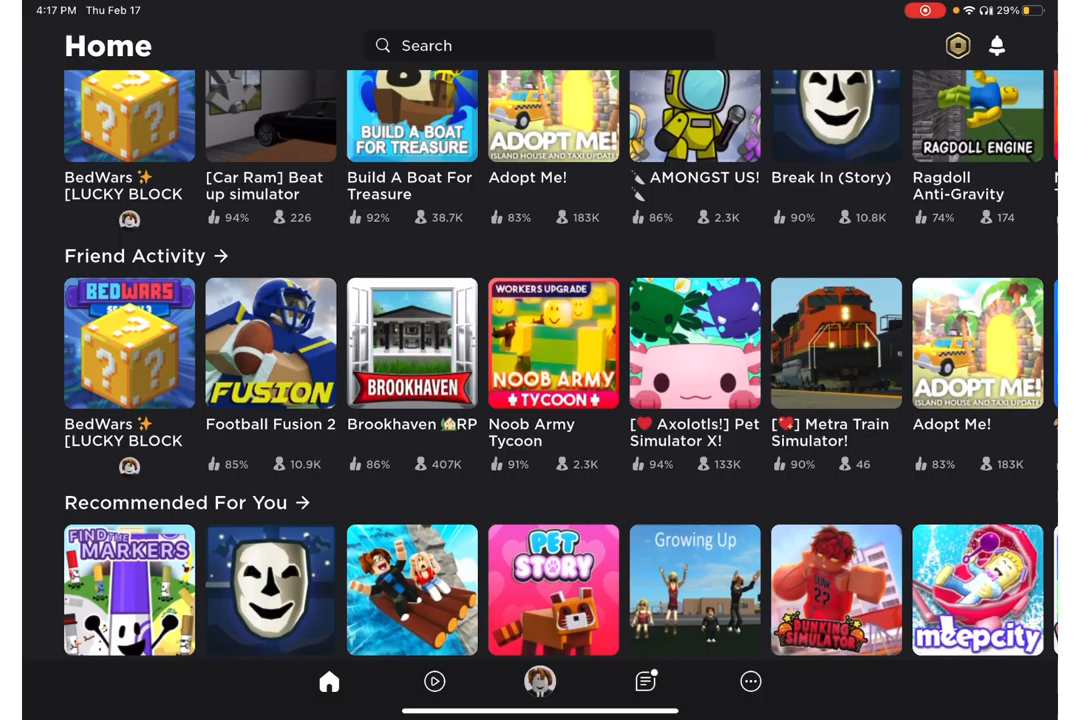 4:17 PM Thu Feb 17
29%
Home
Search
BUILD A BOAT
FOR TREASURE
ADOPT ME!
ISLAND HOUSE AND TAXI UPDATE!
RAGDOLL ENGINE
BedWars ✨
[LUCKY BLOCK
[Car Ram] Beat
up simulator
94%
226
Build A Boat For
Treasure
92%
38.7K
Adopt Me!
83%
183K
🔪 AMONGST US!
🔪
86%
2.3K
Break In (Story)
90%
10.8K
Ragdoll
Anti-Gravity
74%
174
Friend Activity →
BEDWARS
FUSION
BROOKHAVEN
WORKERS UPGRADE
NOOB ARMY
TYCOON
ADOPT ME!
ISLAND HOUSE AND TAXI UPDATE!
BedWars ✨
[LUCKY BLOCK
Football Fusion 2
85%
10.9K
Brookhaven 🏡RP
86%
407K
Noob Army
Tycoon
91%
2.3K
[❤️ Axolotls!] Pet
Simulator X!
94%
133K
[💘] Metra Train
Simulator!
90%
46
Adopt Me!
83%
183K
Recommended For You →
FIND THE
MARKERS
PET
STORY
Growing Up
DUNK
22
DUNKING
SIMULATOR
meepcity